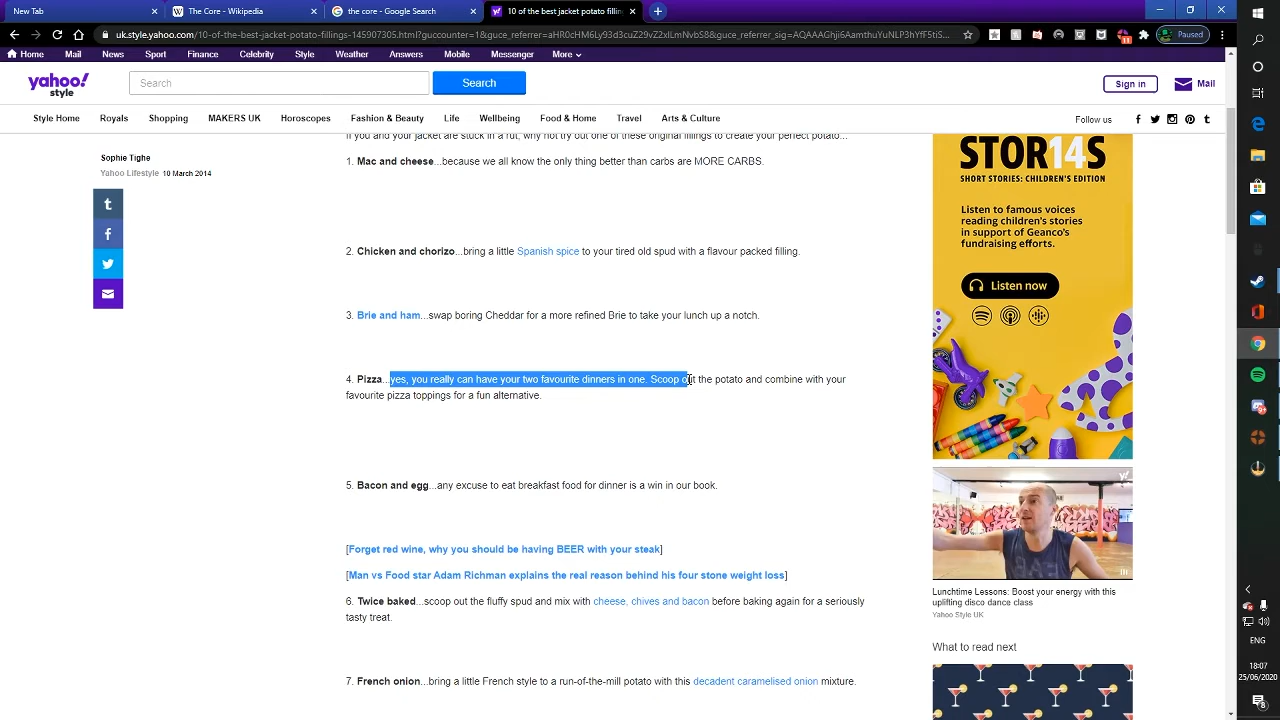 New Tab
The Core - Wikipedia
the core - Google Search
10 of the best jacket potato filling
ukstyle.yahoo.com/10-of-the-best-jacket-potato-fillings-145907305.html?guccounter=1&guce_referrer=
Paused
11
Home News Sport Finance Celebrity Style Weather Answers Mobile Messenger More
yahoo!
style
Search
Search
Sign in
Mail
Style Home Royals Shopping MAKERS UK Horoscopes Fashion & Beauty Life Wellbeing Food & Home Travel Arts & Culture
Follow us
If you and your jacket are stuck in a rut, why not try out one of these original fillings to create your perfect potato...
Sophie Tighe
Yahoo Lifestyle 10 March 2014
1. Mac and cheese...because we all know the only thing better than carbs are MORE CARBS.
2. Chicken and chorizo...bring a little Spanish spice to your tired old spud with a flavour packed filling.
3. Brie and ham...swap boring Cheddar for a more refined Brie to take your lunch up a notch.
4. Pizza...yes, you really can have your two favourite dinners in one. Scoop out the potato and combine with your
favourite pizza toppings for a fun alternative.
5. Bacon and egg...any excuse to eat breakfast food for dinner is a win in our book.
[Forget red wine, why you should be having BEER with your steak]
[Man vs Food star Adam Richman explains the real reason behind his four stone weight loss]
6. Twice baked...scoop out the fluffy spud and mix with cheese, chives and bacon before baking again for a seriously
tasty treat.
7. French onion...bring a little French style to a run-of-the-mill potato with this decadent caramelised onion mixture.
STOR14S
SHORT STORIES: CHILDREN'S EDITION
Listen to famous voices
reading children's stories
in support of Geanco's
fundraising efforts.
Listen now
Lunchtime Lessons: Boost your energy with this
uplifting disco dance class
Yahoo Style UK
What to read next
ENG
18:07
25/06/2020